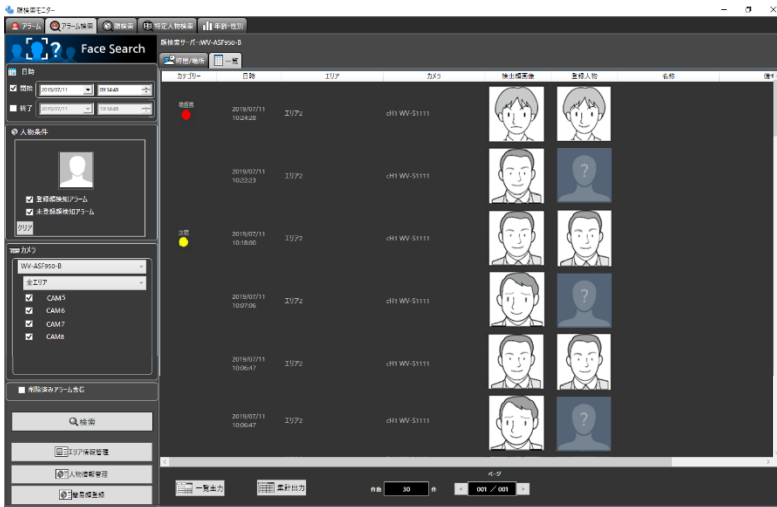 顔検索モニター
アラーム
アラーム検索
顔検索
特定人物検索
年齢・性別
Face Search
顔検索サーバー:WV-ASF950-B
時間/場所
一覧
日時
開始
2019/07/11
終了
2019/07/11
人物条件
登録顔検知アラーム
未登録顔検知アラーム
クリア
カメラ
WV-ASF950-B
全エリア
CAM5
CAM6
CAM7
CAM8
削除済みアラーム含む
検索
エリア情報管理
人物情報管理
簡易顔登録
カテゴリー 日時 エリア カメラ 検出顔画像 登録人物 名称
2019/07/11
10:24:28
エリア2
cH1 WV-S1111
2019/07/11
10:22:23
エリア2
cH1 WV-S1111
2019/07/11
10:18:00
エリア2
cH1 WV-S1111
2019/07/11
10:07:06
エリア2
cH1 WV-S1111
2019/07/11
10:06:47
エリア2
cH1 WV-S1111
2019/07/11
10:06:47
エリア2
cH1 WV-S1111
一覧出力
集計出力
件数 30 件
ページ
001 / 001